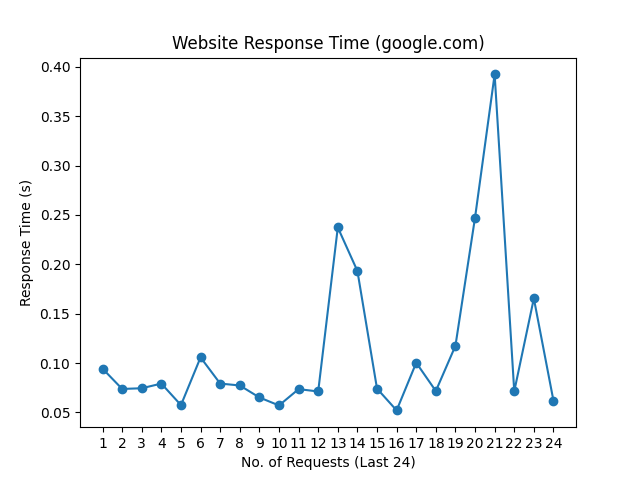 Website Response Time (google.com)
0.40
0.35
0.30
0.25
0.20
0.15
0.10
0.05
Response Time (s)
1 2 3 4 5 6 7 8 9 10 11 12 13 14 15 16 17 18 19 20 21 22 23 24
No. of Requests (Last 24)